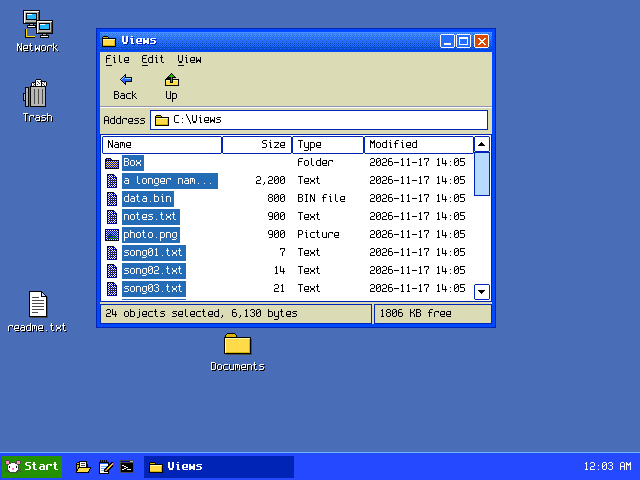 Network
Trash
readme.txt
Views
File Edit View
Back Up
Address C:\Views
Name Size Type Modified
Box Folder 2026-11-17 14:05
a longer nam... 2,200 Text 2026-11-17 14:05
data.bin 800 BIN file 2026-11-17 14:05
notes.txt 900 Text 2026-11-17 14:05
photo.png 900 Picture 2026-11-17 14:05
song01.txt 7 Text 2026-11-17 14:05
song02.txt 14 Text 2026-11-17 14:05
song03.txt 21 Text 2026-11-17 14:05
24 objects selected, 6,130 bytes 1806 KB free
Documents
Start Views 12:03 AM